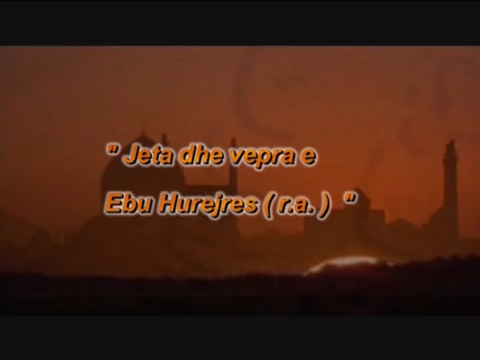 " Jeta dhe vepra e
Ebu Hurejres ( r.a. ) "